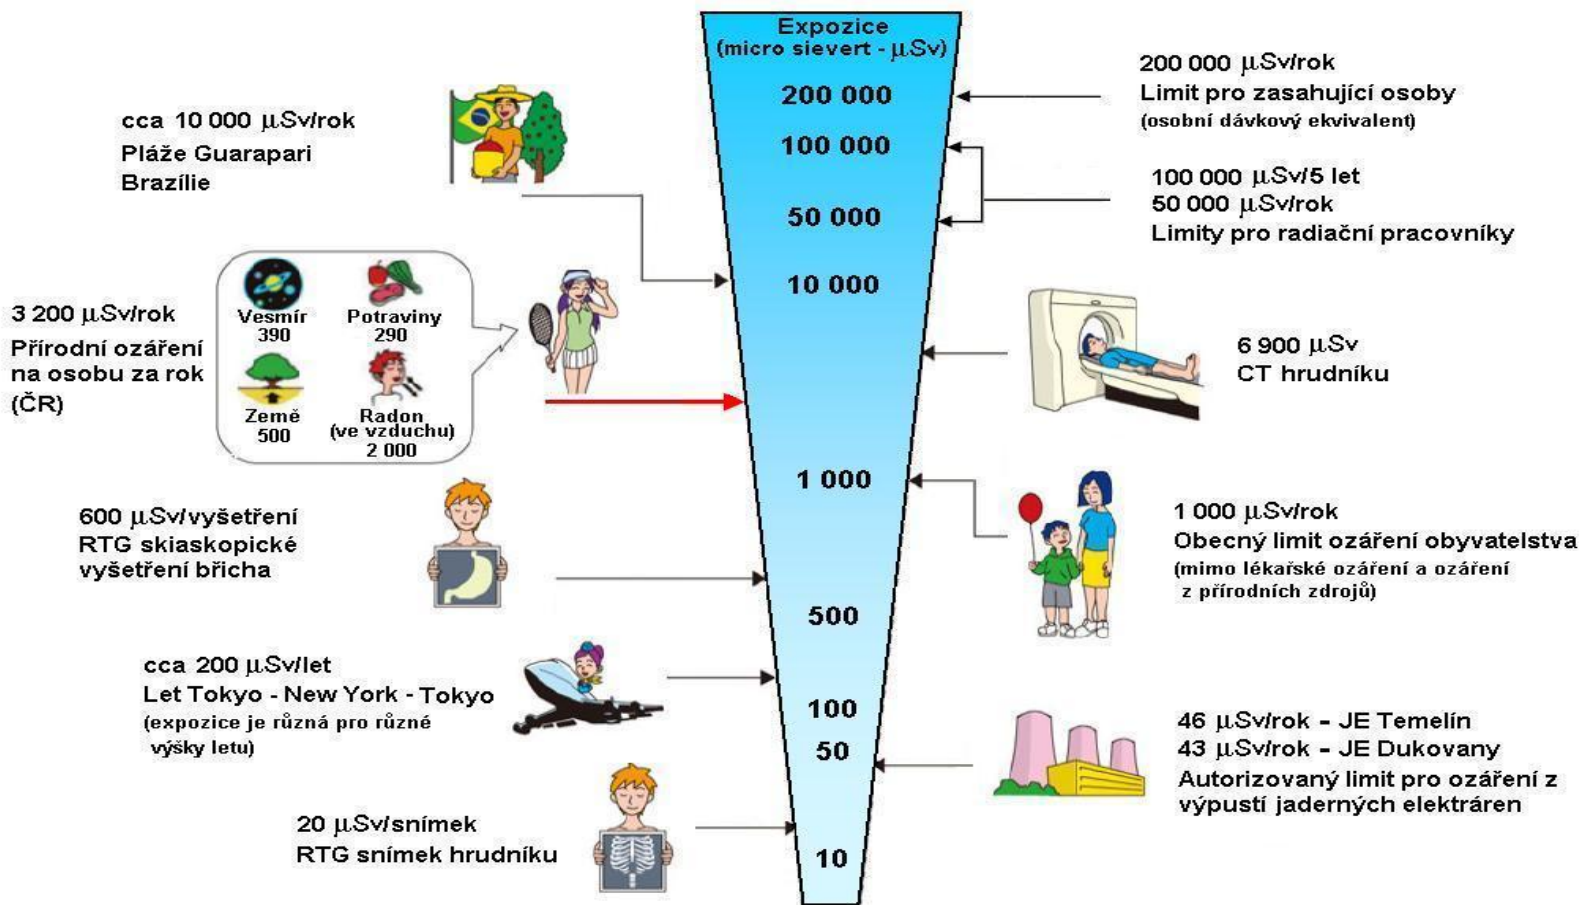 Expozice
(micro sievert - μSv)
200 000
100 000
50 000
10 000
1 000
500
100
50
10
cca 10 000 μSv/rok
Pláže Guarapari
Brazílie
3 200 μSv/rok
Přírodní ozáření
na osobu za rok
(ČR)
Vesmír
390
Potraviny
290
Země
500
Radon
(ve vzduchu)
2 000
600 μSv/vyšetření
RTG skiaskopické
vyšetření břicha
cca 200 μSv/let
Let Tokyo - New York - Tokyo
(expozice je různá pro různé
výšky letu)
20 μSv/snímek
RTG snímek hrudníku
200 000 μSv/rok
Limit pro zasahující osoby
(osobní dávkový ekvivalent)
100 000 μSv/5 let
50 000 μSv/rok
Limity pro radiační pracovníky
6 900 μSv
CT hrudníku
1 000 μSv/rok
Obecný limit ozáření obyvatelstva
(mimo lékařské ozáření a ozáření
z přírodních zdrojů)
46 μSv/rok - JE Temelín
43 μSv/rok - JE Dukovany
Autorizovaný limit pro ozáření z
výpustí jaderných elektráren